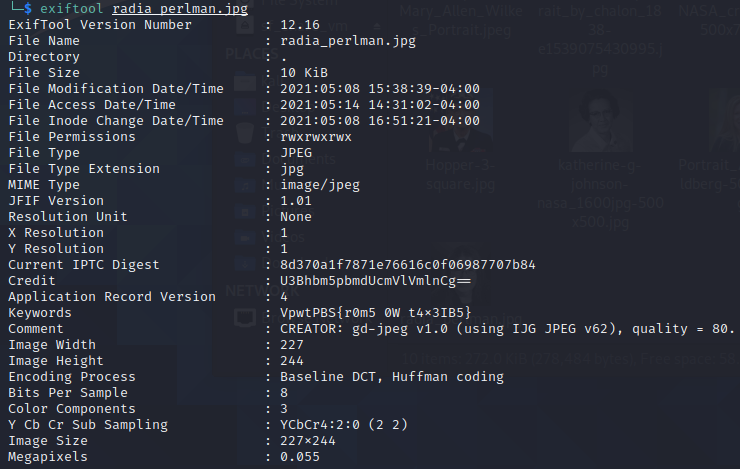 └─$ exiftool radia_perlman.jpg
ExifTool Version Number : 12.16
File Name : radia_perlman.jpg
Directory : .
File Size : 10 KiB
File Modification Date/Time : 2021:05:08 15:38:39-04:00
File Access Date/Time : 2021:05:14 14:31:02-04:00
File Inode Change Date/Time : 2021:05:08 16:51:21-04:00
File Permissions : rwxrwxrwx
File Type : JPEG
File Type Extension : jpg
MIME Type : image/jpeg
JFIF Version : 1.01
Resolution Unit : None
X Resolution : 1
Y Resolution : 1
Current IPTC Digest : 8d370a1f7871e76616c0f06987707b84
Credit : U3Bhbm5pbmdUcmVlVmlnCg==
Application Record Version : 4
Keywords : VpwtPBS{r0m5 0W t4×3IB5}
Comment : CREATOR: gd-jpeg v1.0 (using IJG JPEG v62), quality = 80.
Image Width : 227
Image Height : 244
Encoding Process : Baseline DCT, Huffman coding
Bits Per Sample : 8
Color Components : 3
Y Cb Cr Sub Sampling : YCbCr4:2:0 (2 2)
Image Size : 227×244
Megapixels : 0.055